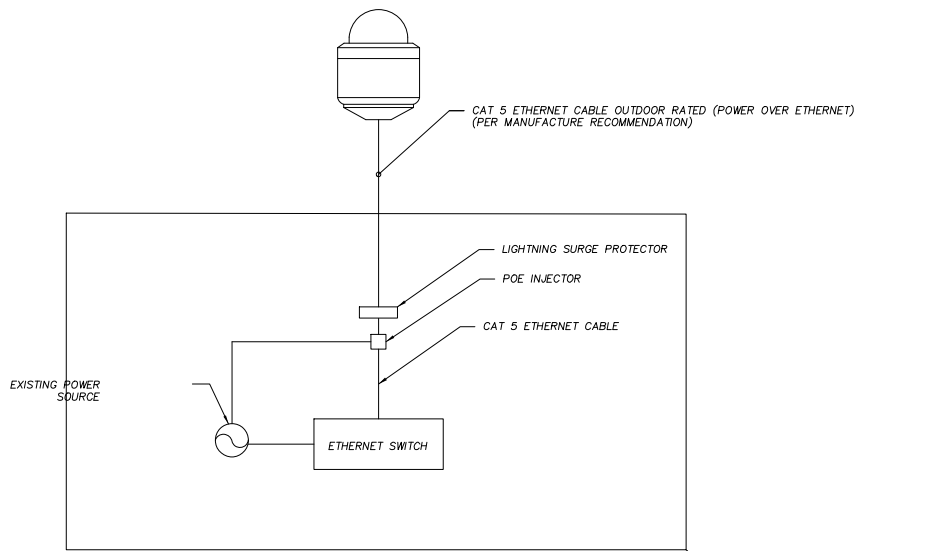 CAT 5 ETHERNET CABLE OUTDOOR RATED (POWER OVER ETHERNET)
(PER MANUFACTURE RECOMMENDATION)
LIGHTNING SURGE PROTECTOR
POE INJECTOR
CAT 5 ETHERNET CABLE
EXISTING POWER
SOURCE
ETHERNET SWITCH